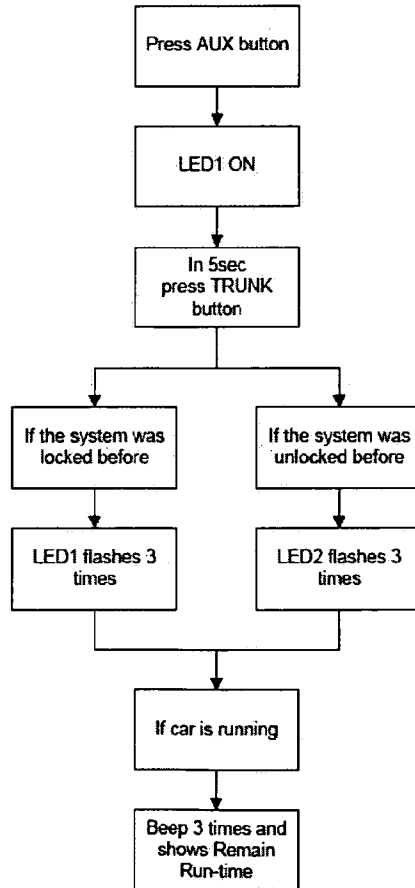 Press AUX button
LED1 ON
In 5sec
press TRUNK
button
If the system was
locked before
If the system was
unlocked before
LED1 flashes 3
times
LED2 flashes 3
times
If car is running
Beep 3 times and
shows Remain
Run-time